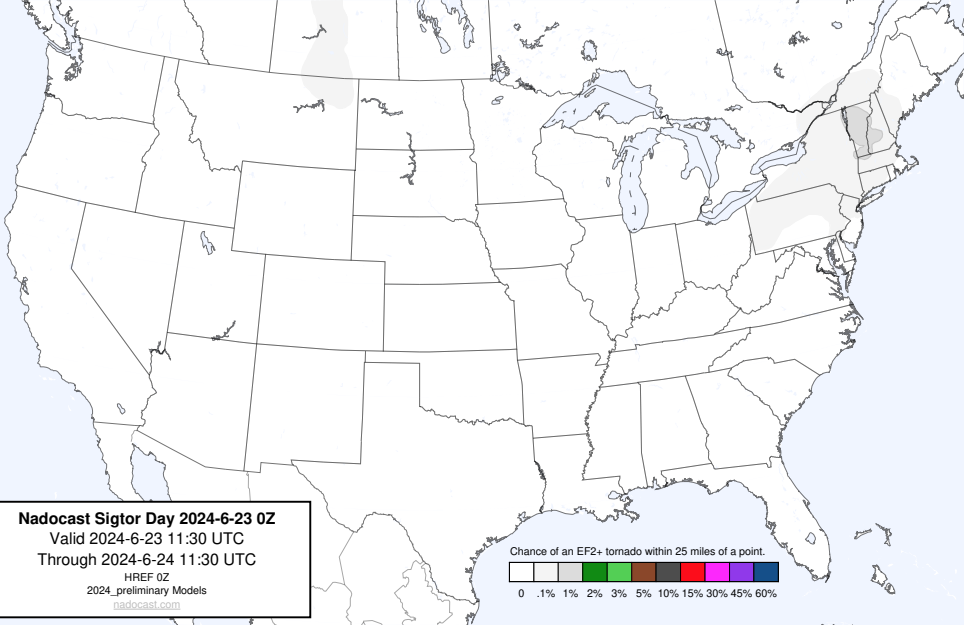 Nadocast Sigtor Day 2024-6-23 0Z
Valid 2024-6-23 11:30 UTC
Through 2024-6-24 11:30 UTC
HREF 0Z
2024_preliminary Models
nadocast.com
Chance of an EF2+ tornado within 25 miles of a point.
0 .1% 1% 2% 3% 5% 10% 15% 30% 45% 60%